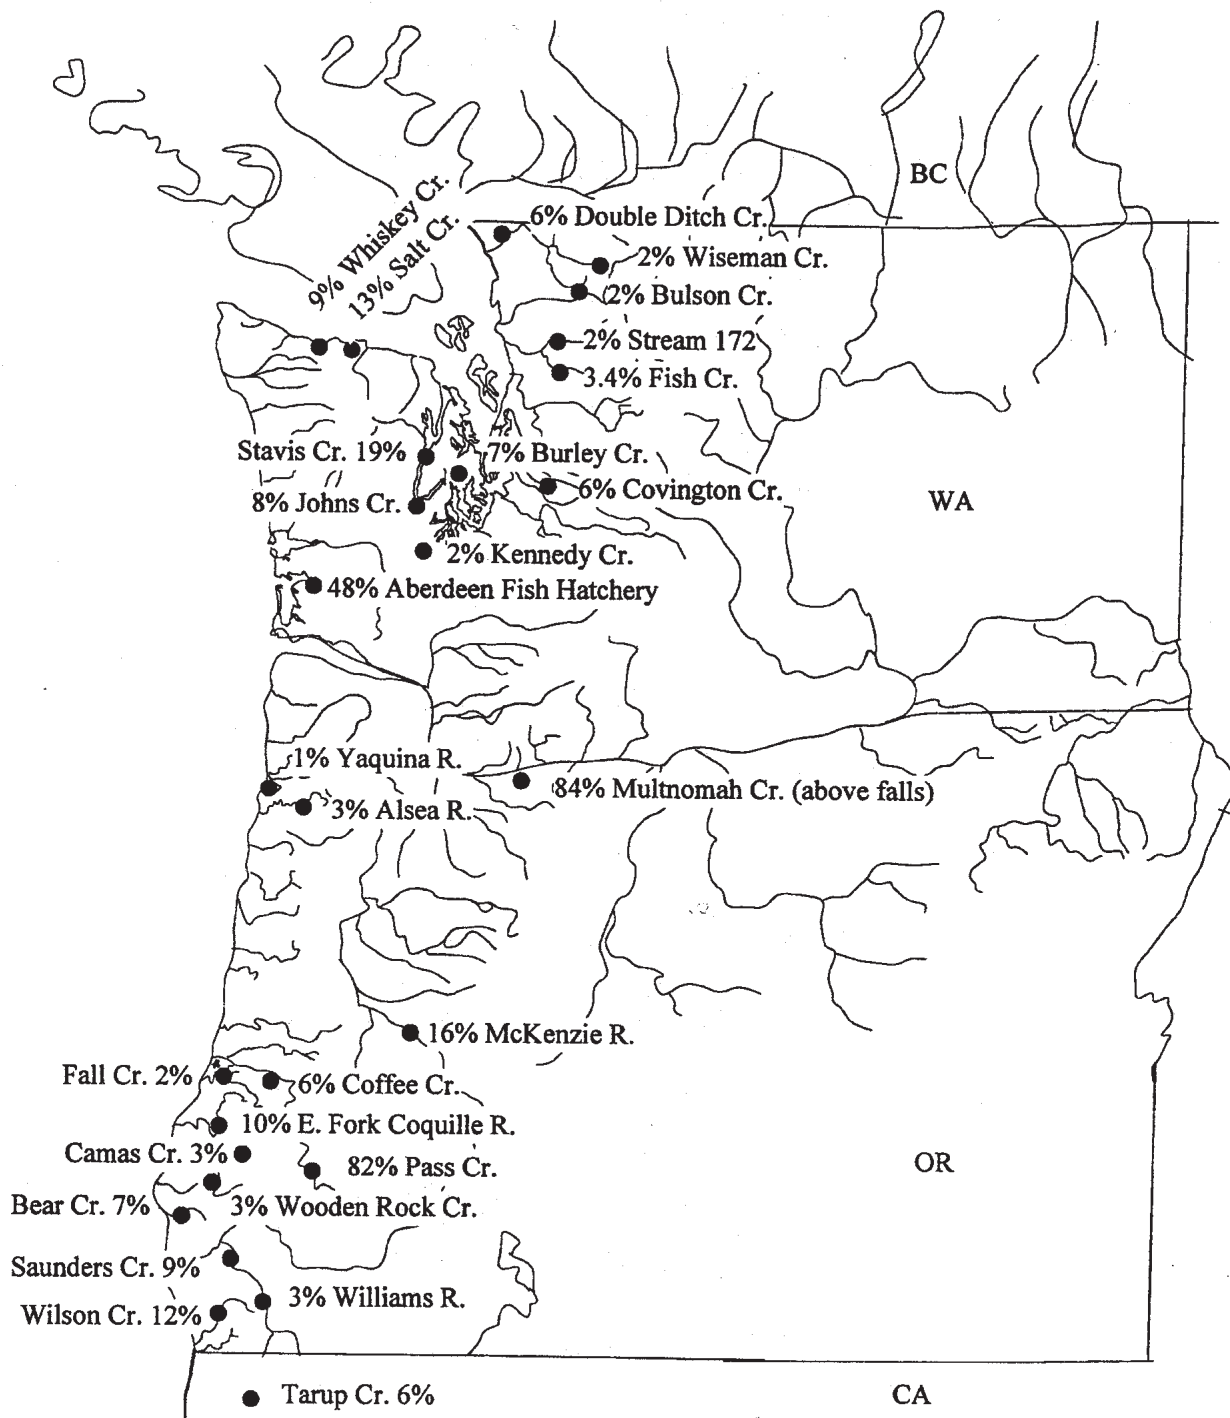 BC
9% Whiskey Cr.
13% Salt Cr.
6% Double Ditch Cr.
2% Wiseman Cr.
2% Bulson Cr.
2% Stream 172
3.4% Fish Cr.
Stavis Cr. 19%
7% Burley Cr.
6% Covington Cr.
8% Johns Cr.
WA
2% Kennedy Cr.
48% Aberdeen Fish Hatchery
1% Yaquina R.
84% Multnomah Cr. (above falls)
3% Alsea R.
16% McKenzie R.
Fall Cr. 2%
6% Coffee Cr.
10% E. Fork Coquille R.
Camas Cr. 3%
82% Pass Cr.
OR
Bear Cr. 7%
3% Wooden Rock Cr.
Saunders Cr. 9%
3% Williams R.
Wilson Cr. 12%
Tarup Cr. 6%
CA